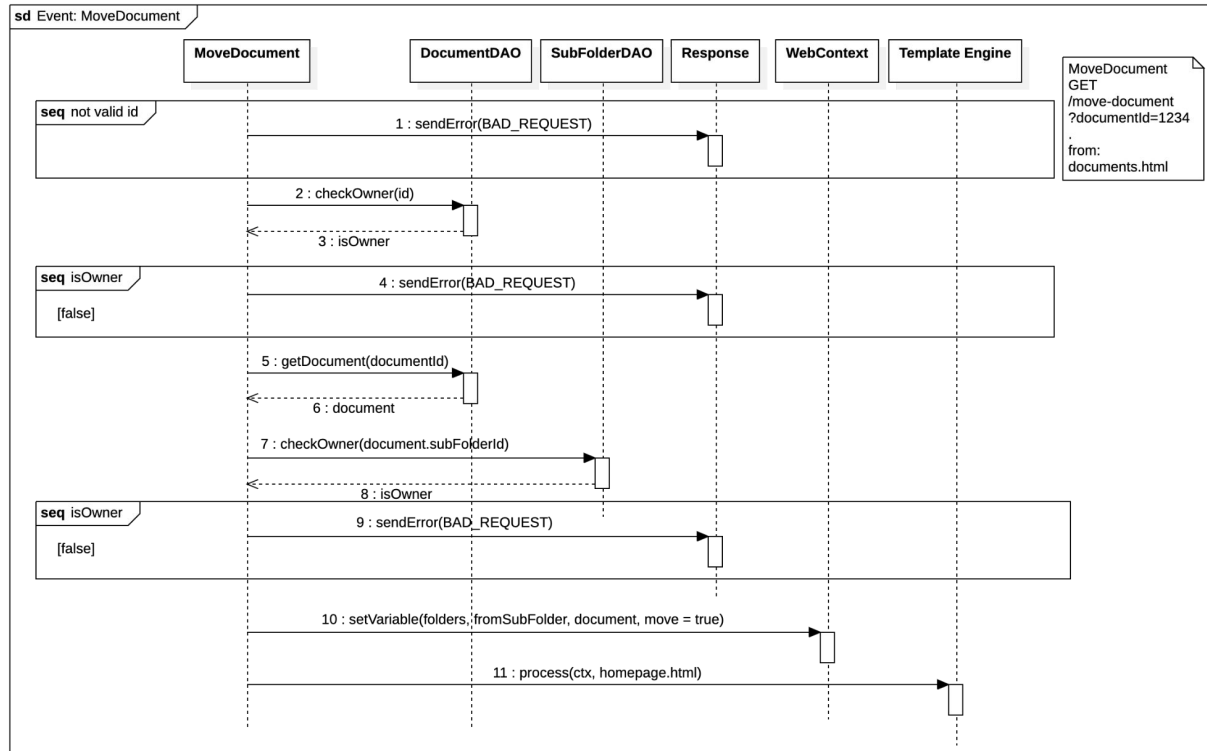 sd Event: MoveDocument
MoveDocument DocumentDAO SubFolderDAO Response WebContext Template Engine
MoveDocument
GET
/move-document
?documentId=1234
.
from:
documents.html
seq not valid id
1 : sendError(BAD_REQUEST)
2 : checkOwner(id)
3 : isOwner
seq isOwner
4 : sendError(BAD_REQUEST)
[false]
5 : getDocument(documentId)
6 : document
7 : checkOwner(document.subFolderId)
8 : isOwner
seq isOwner
9 : sendError(BAD_REQUEST)
[false]
10 : setVariable(folders, fromSubFolder, document, move = true)
11 : process(ctx, homepage.html)